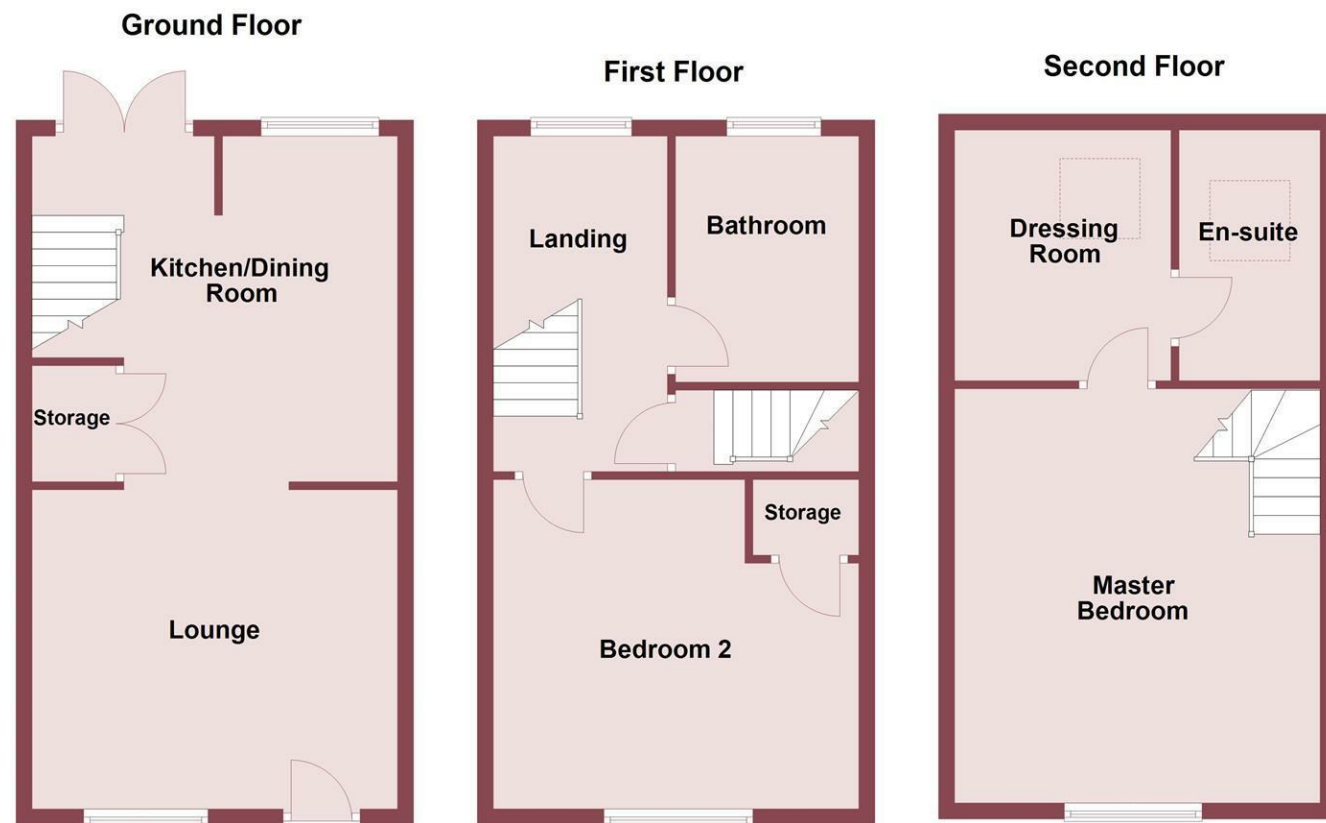 Ground Floor
Kitchen/Dining
Room
Storage
Lounge
First Floor
Landing
Bathroom
Storage
Bedroom 2
Second Floor
Dressing
Room
En-suite
Master
Bedroom